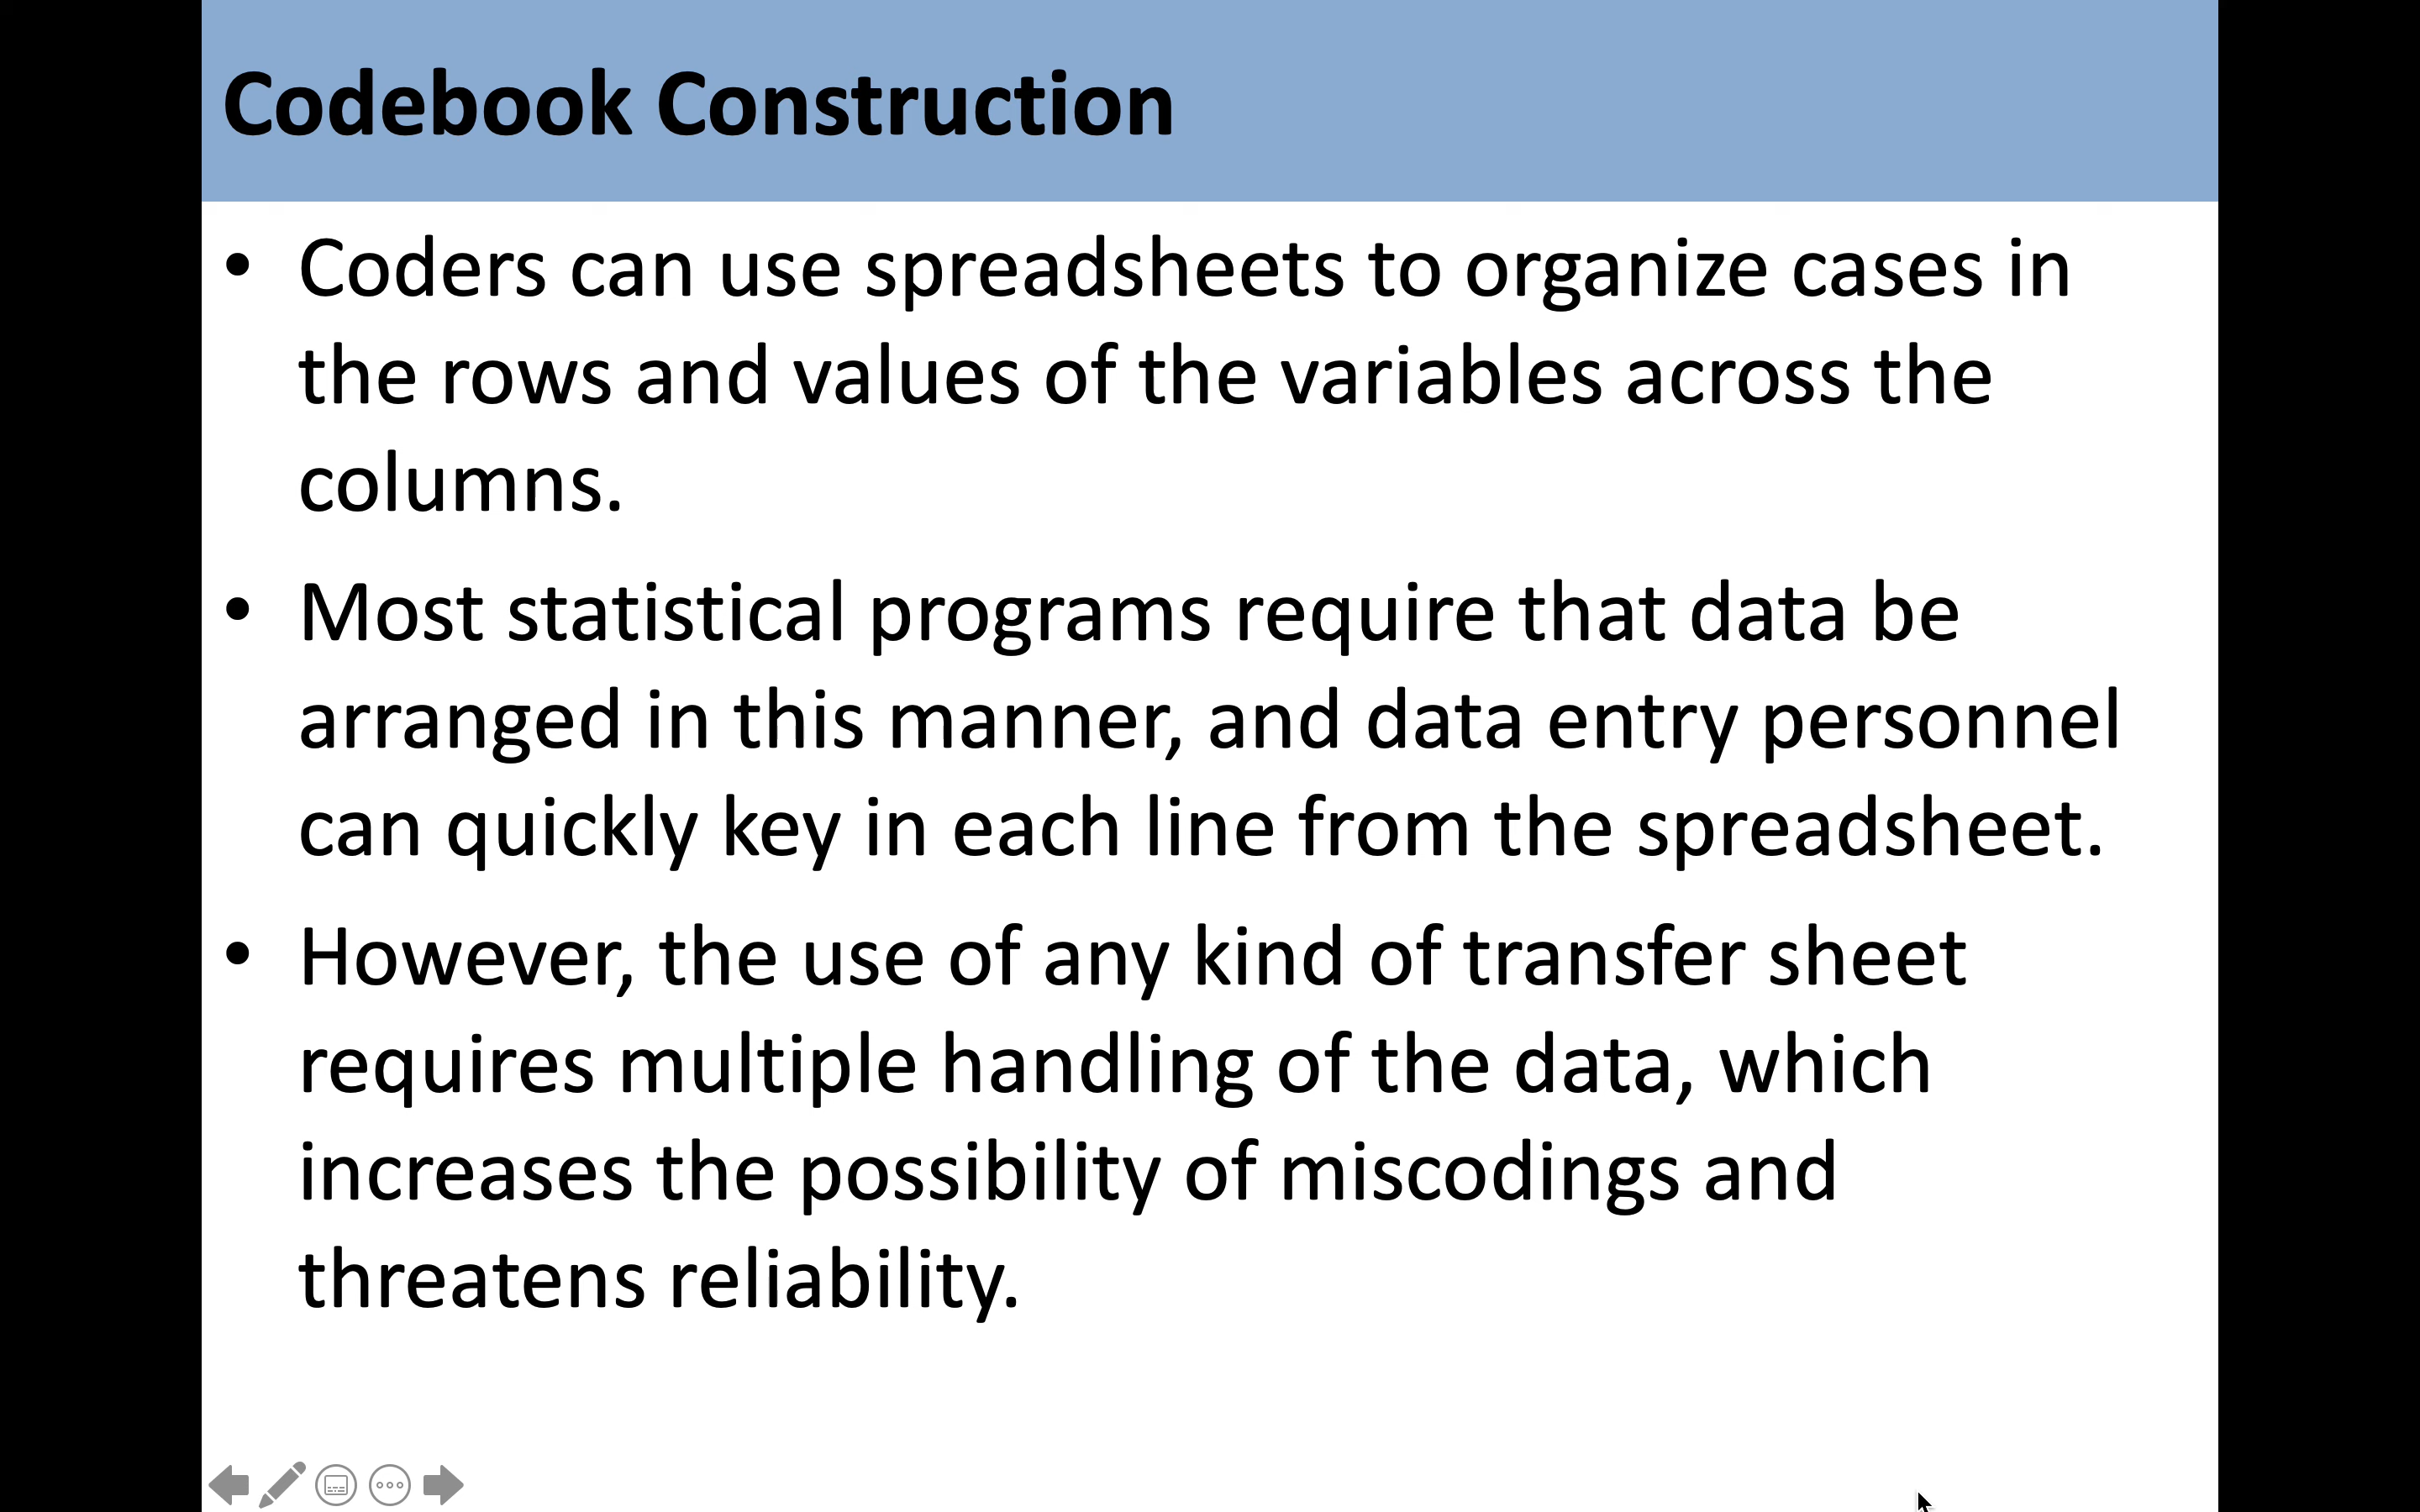 Codebook Construction
• Coders can use spreadsheets to organize cases in
the rows and values of the variables across the
columns.
• Most statistical programs require that data be
arranged in this manner, and data entry personnel
can quickly key in each line from the spreadsheet.
• However, the use of any kind of transfer sheet
requires multiple handling of the data, which
increases the possibility of miscodings and
threatens reliability.